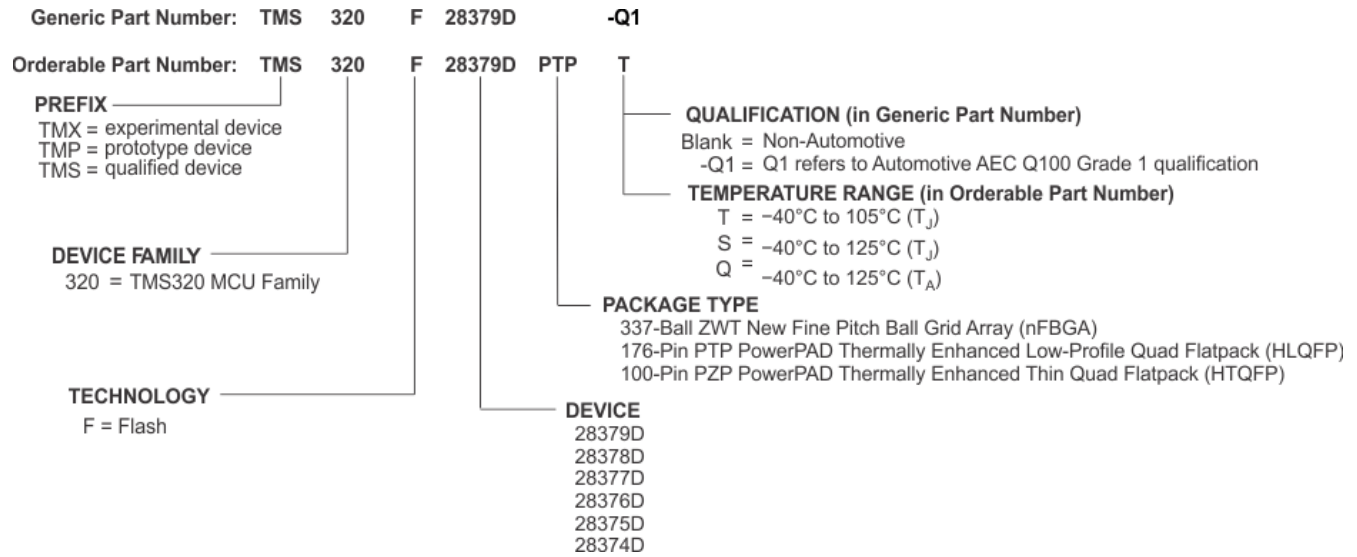 Generic Part Number: TMS 320 F 28379D -Q1
Orderable Part Number: TMS 320 F 28379D PTP T
PREFIX
TMX = experimental device
TMP = prototype device
TMS = qualified device
DEVICE FAMILY
320 = TMS320 MCU Family
TECHNOLOGY
F = Flash
QUALIFICATION (in Generic Part Number)
Blank = Non-Automotive
-Q1 = Q1 refers to Automotive AEC Q100 Grade 1 qualification
TEMPERATURE RANGE (in Orderable Part Number)
T = −40°C to 105°C (TJ)
S = −40°C to 125°C (TJ)
Q = −40°C to 125°C (TA)
PACKAGE TYPE
337-Ball ZWT New Fine Pitch Ball Grid Array (nFBGA)
176-Pin PTP PowerPAD Thermally Enhanced Low-Profile Quad Flatpack (HLQFP)
100-Pin PZP PowerPAD Thermally Enhanced Thin Quad Flatpack (HTQFP)
DEVICE
28379D
28378D
28377D
28376D
28375D
28374D